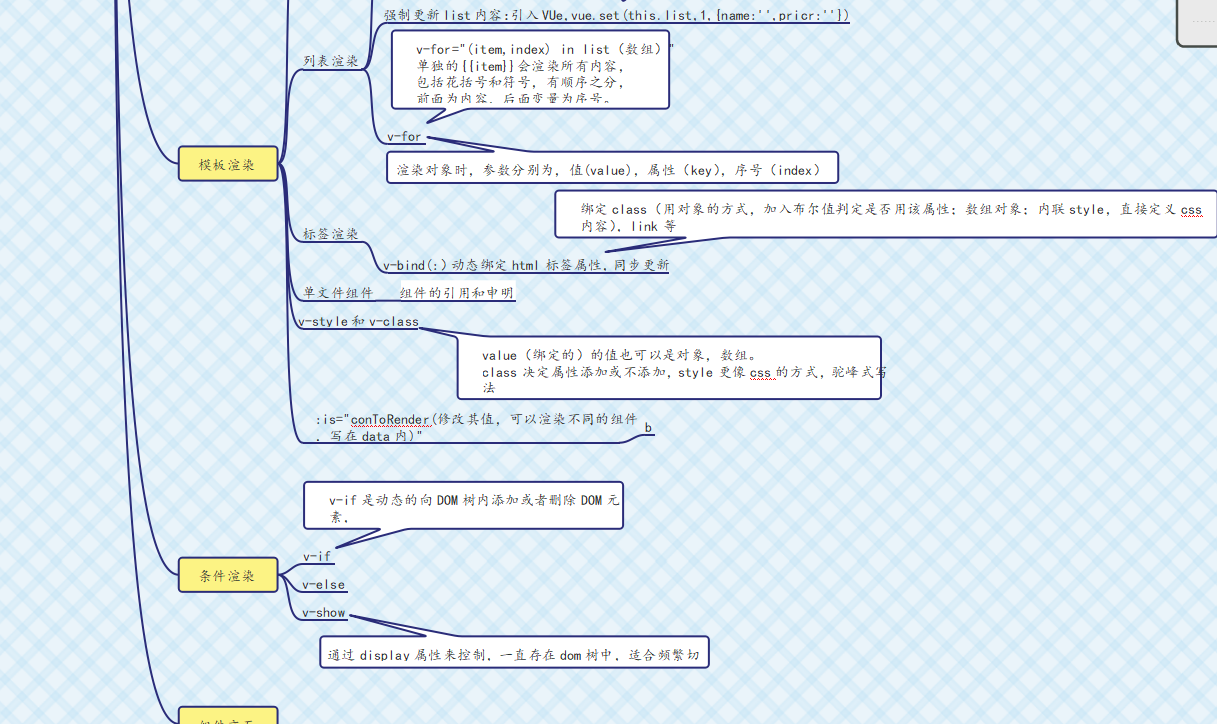 强制更新list内容:引入VUe,vue.set(this.list,1,{name:'',pricr:''})
v-for="(item,index) in list（数组）"
单独的{{item}}会渲染所有内容，
包括花括号和符号，有顺序之分，
前面为内容，后面变量为序号。
列表渲染
v-for
模板渲染
渲染对象时，参数分别为，值(value)，属性（key），序号（index）
绑定class（用对象的方式，加入布尔值判定是否用该属性；数组对象；内联style，直接定义css
内容），link等
标签渲染
v-bind(:)动态绑定html标签属性，同步更新
单文件组件
组件的引用和申明
v-style和v-class
value（绑定的）的值也可以是对象，数组。
class决定属性添加或不添加，style更像css的方式，驼峰式写
法
:is="conToRender(修改其值，可以渲染不同的组件
，写在data内)"
b
v-if是动态的向DOM树内添加或者删除DOM元
素，
v-if
条件渲染
v-else
v-show
通过display属性来控制，一直存在dom树中，适合频繁切